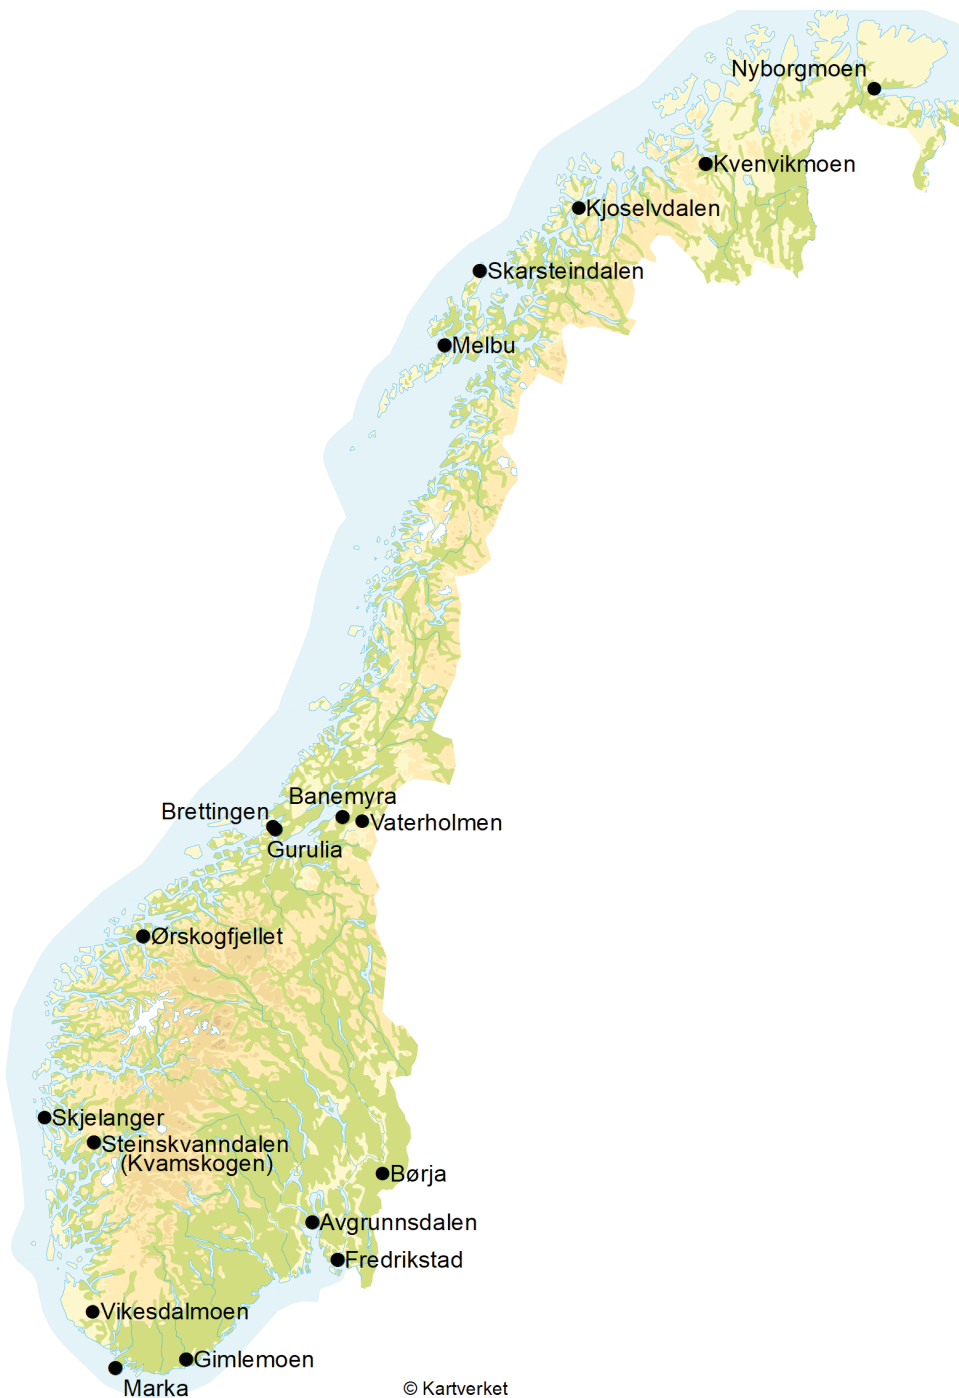 Nyborgmoen
Kvenvikmoen
Kjoselvdalen
Skarsteindalen
Melbu
Banemyra
Brettingen
Vaterholmen
Gurulia
Ørskogfjellet
Skjelanger
Steinskvanndalen
(Kvamskogen)
Børja
Avgrunnsdalen
Fredrikstad
Vikesdalmoen
Gimlemoen
Marka
© Kartverket